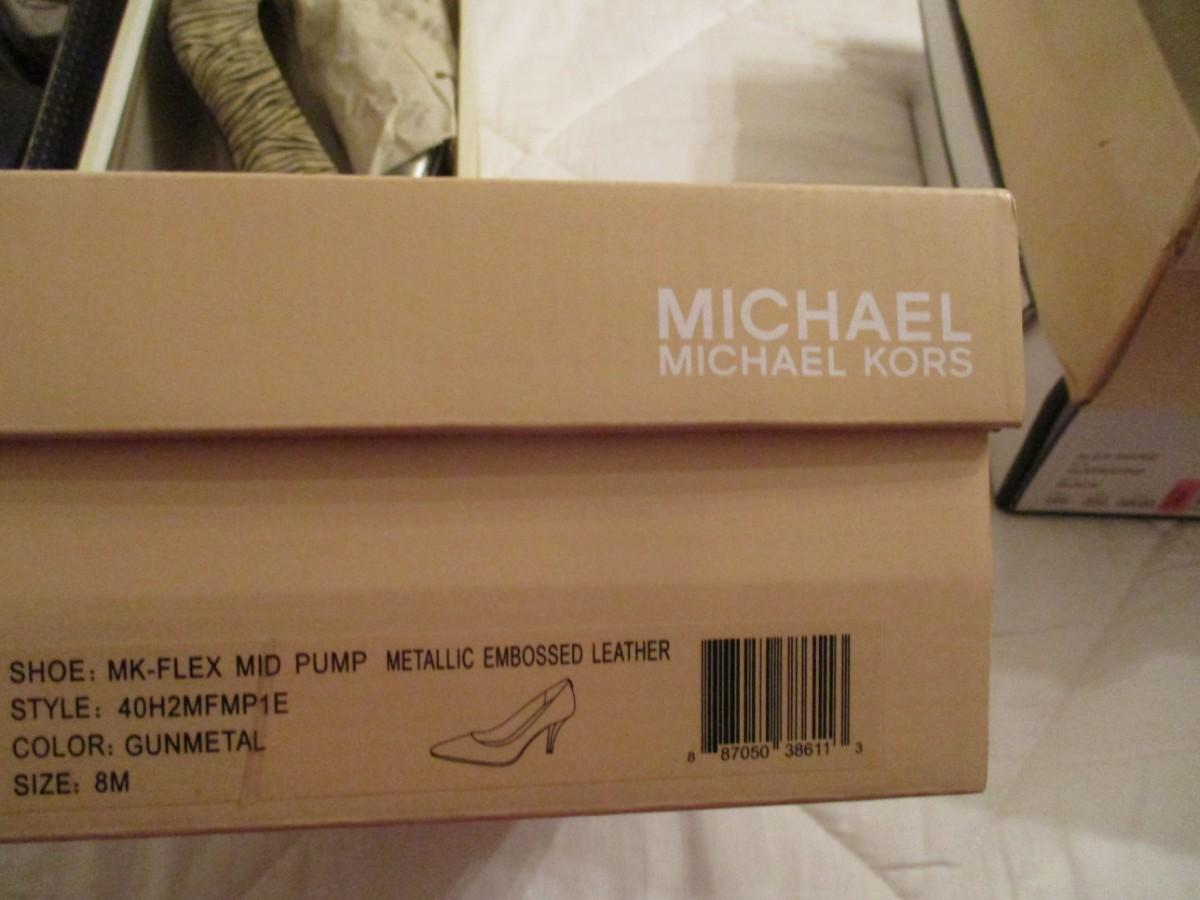 MICHAEL
MICHAEL KORS
SHOE: MK-FLEX MID PUMP METALLIC EMBOSSED LEATHER
STYLE: 40H2MFMP1E
COLOR: GUNMETAL
SIZE: 8M
8 87050 38611 3